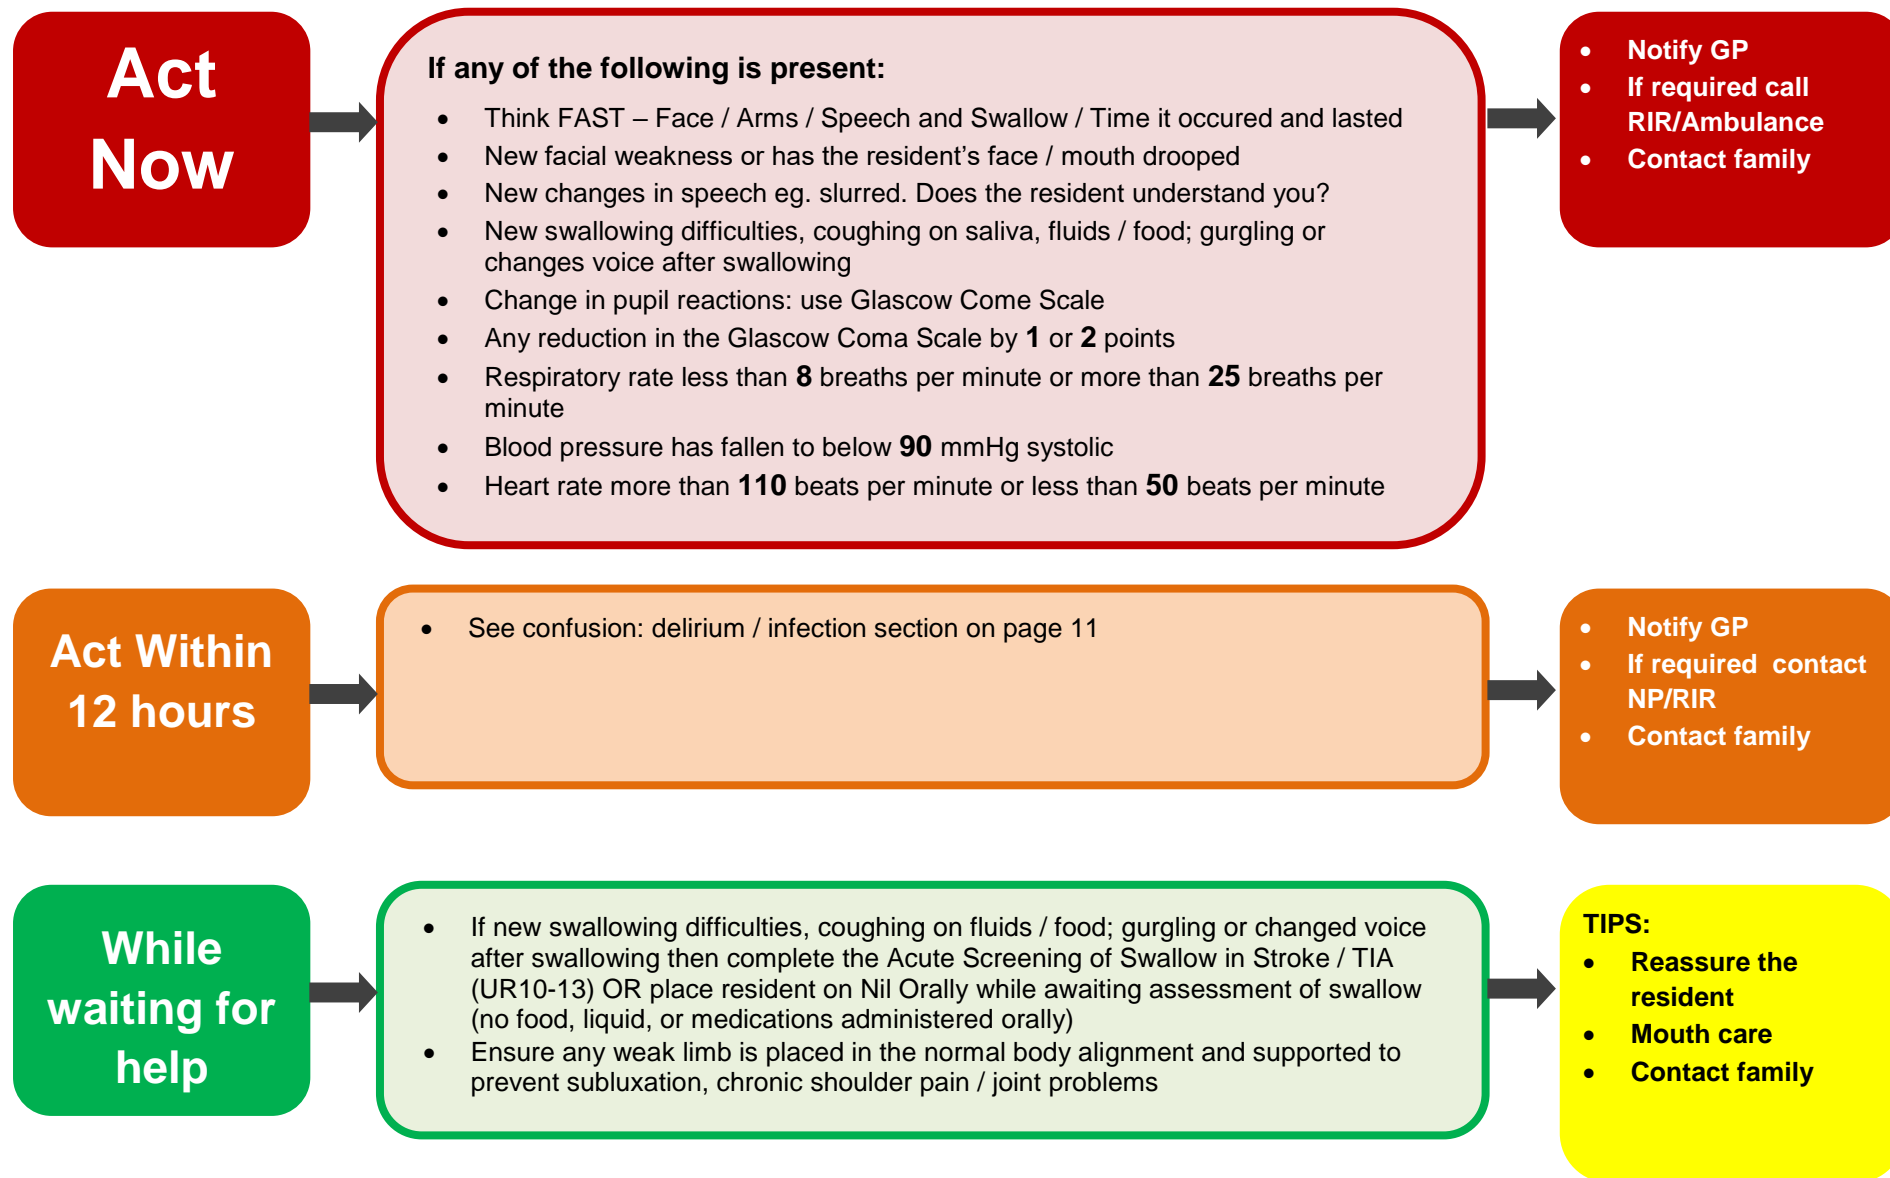 Act
Now
If any of the following is present:
• Think FAST – Face / Arms / Speech and Swallow / Time it occured and lasted
• New facial weakness or has the resident’s face / mouth drooped
• New changes in speech eg. slurred. Does the resident understand you?
• New swallowing difficulties, coughing on saliva, fluids / food; gurgling or
changes voice after swallowing
• Change in pupil reactions: use Glascow Come Scale
• Any reduction in the Glascow Coma Scale by 1 or 2 points
• Respiratory rate less than 8 breaths per minute or more than 25 breaths per
minute
• Blood pressure has fallen to below 90 mmHg systolic
• Heart rate more than 110 beats per minute or less than 50 beats per minute
• Notify GP
• If required call
RIR/Ambulance
• Contact family
Act Within
12 hours
• See confusion: delirium / infection section on page 11
• Notify GP
• If required contact
NP/RIR
• Contact family
While
waiting for
help
• If new swallowing difficulties, coughing on fluids / food; gurgling or changed voice
after swallowing then complete the Acute Screening of Swallow in Stroke / TIA
(UR10-13) OR place resident on Nil Orally while awaiting assessment of swallow
(no food, liquid, or medications administered orally)
• Ensure any weak limb is placed in the normal body alignment and supported to
prevent subluxation, chronic shoulder pain / joint problems
TIPS:
• Reassure the
resident
• Mouth care
• Contact family